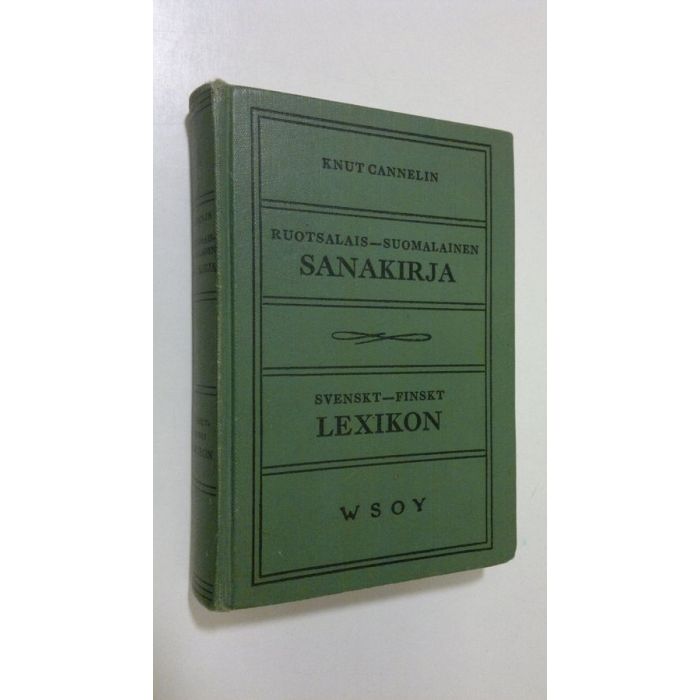 KNUT CANNELIN
RUOTSALAIS—SUOMALAINEN
SANAKIRJA
SVENSKT—FINSKT
LEXIKON
WSOY